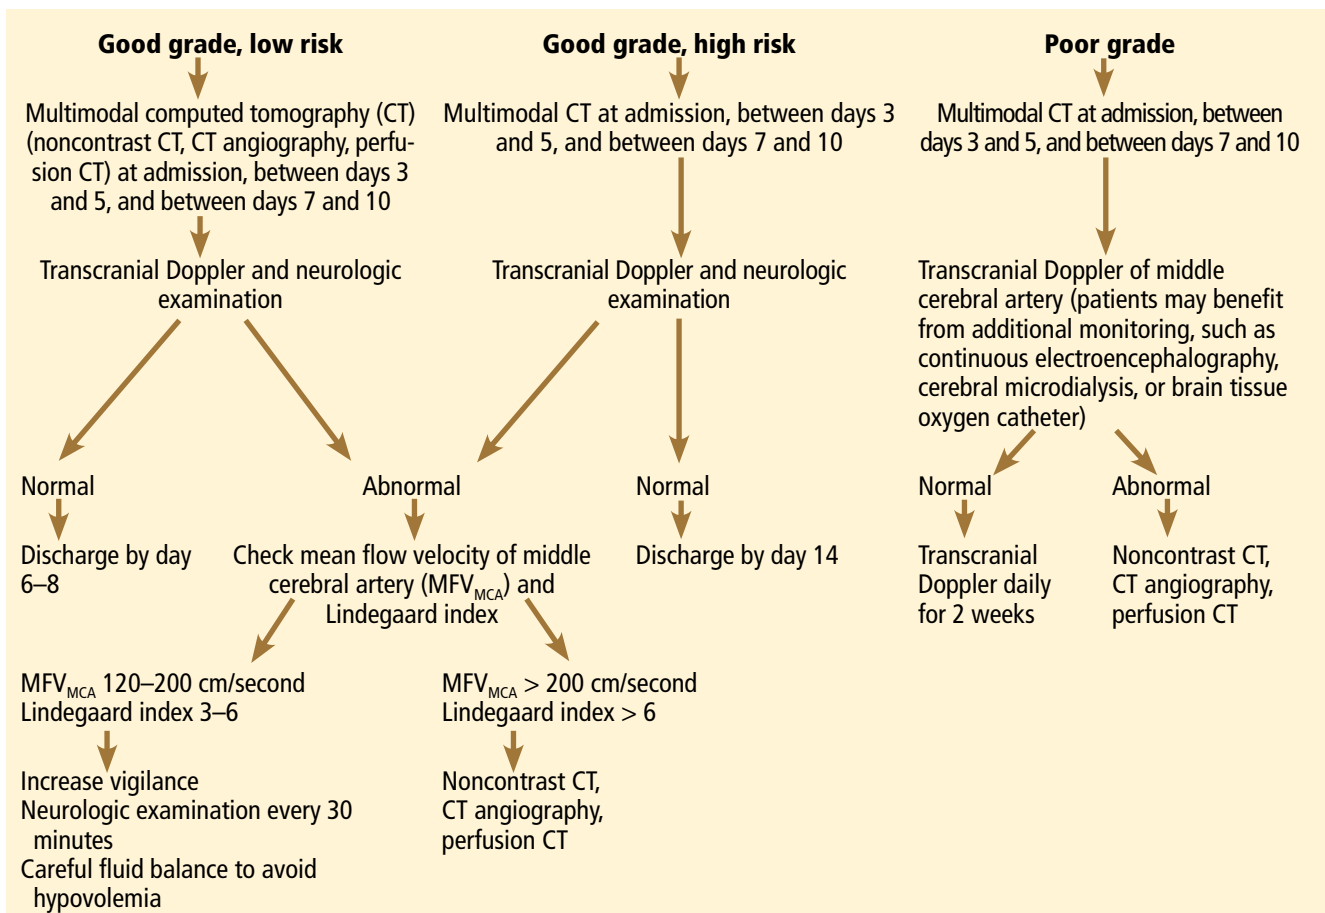 Good grade, low risk
Multimodal computed tomography (CT)
(noncontrast CT, CT angiography, perfu-
sion CT) at admission, between days 3
and 5, and between days 7 and 10
Transcranial Doppler and neurologic
examination
Good grade, high risk
Multimodal CT at admission, between days 3
and 5, and between days 7 and 10
Transcranial Doppler and neurologic
examination
Normal
Discharge by day
6–8
Abnormal
Check mean flow velocity of middle
cerebral artery (MFVMCA) and
Lindegaard index
Normal
Discharge by day 14
MFVMCA 120–200 cm/second
Lindegaard index 3–6
Increase vigilance
Neurologic examination every 30
minutes
Careful fluid balance to avoid
hypovolemia
MFVMCA > 200 cm/second
Lindegaard index > 6
Noncontrast CT,
CT angiography,
perfusion CT
Poor grade
Multimodal CT at admission, between
days 3 and 5, and between days 7 and 10
Transcranial Doppler of middle
cerebral artery (patients may benefit
from additional monitoring, such as
continuous electroencephalography,
cerebral microdialysis, or brain tissue
oxygen catheter)
Normal
Transcranial
Doppler daily
for 2 weeks
Abnormal
Noncontrast CT,
CT angiography,
perfusion CT